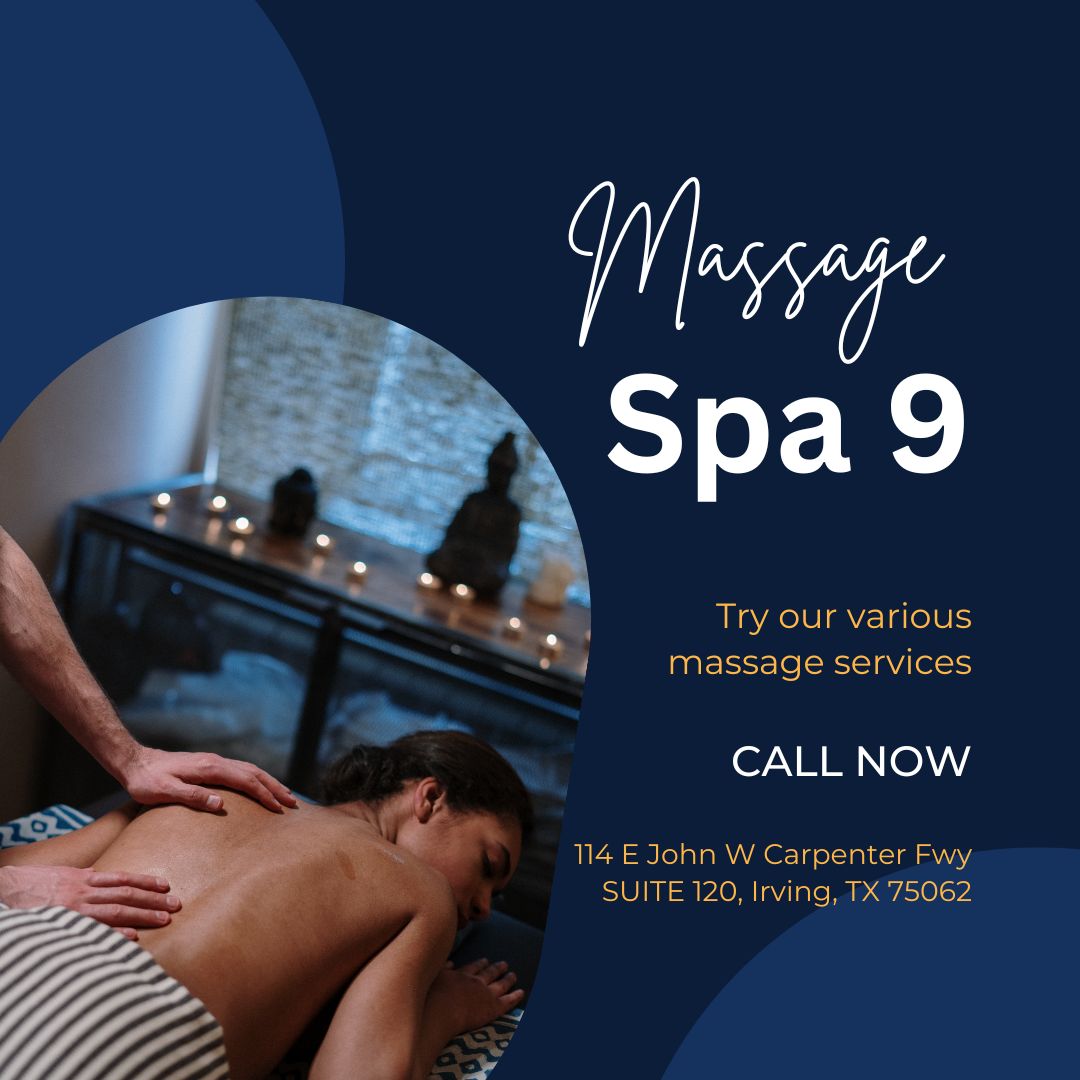 Massage
Spa 9
Try our various
massage services
CALL NOW
114 E John W Carpenter Fwy
SUITE 120, Irving, TX 75062